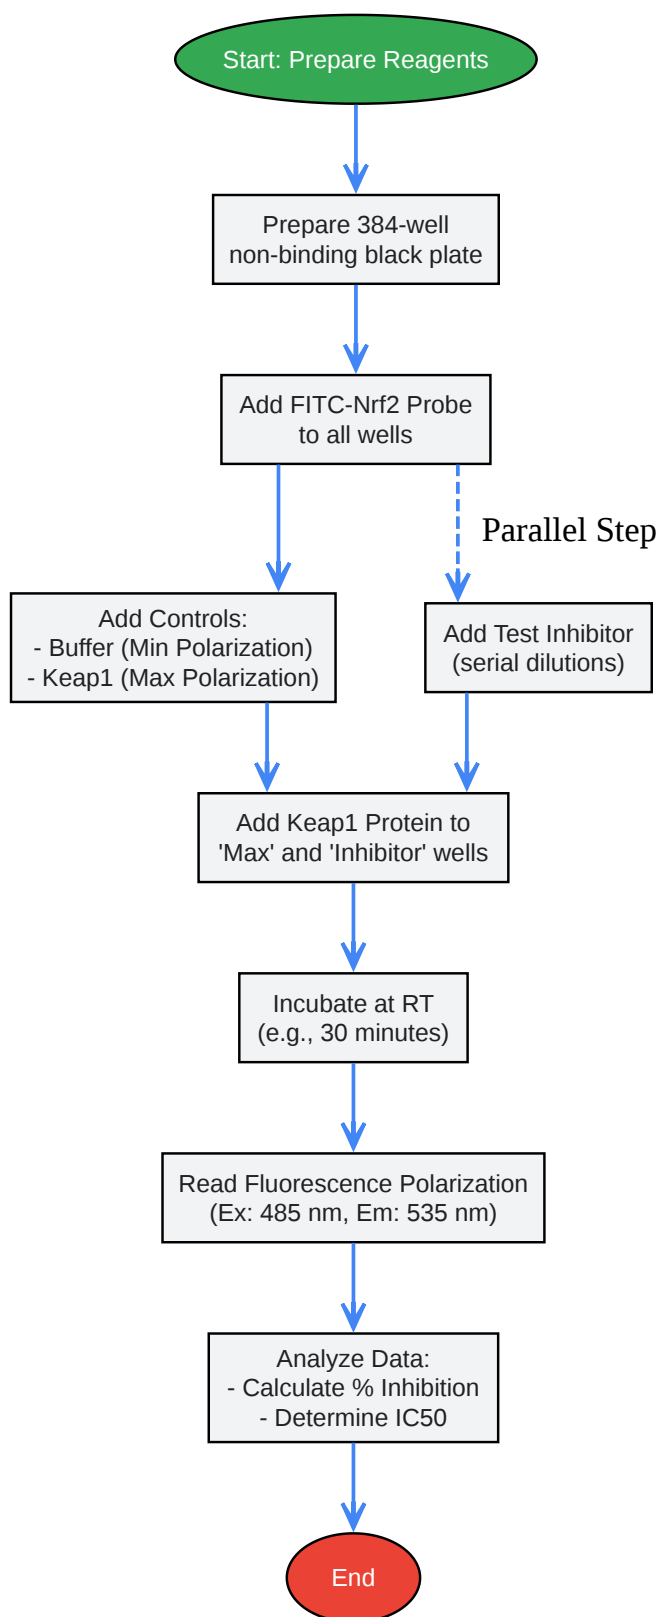 Start: Prepare Reagents
Prepare 384-well
non-binding black plate
Add FITC-Nrf2 Probe
to all wells
Parallel Step
Add Controls:
- Buffer (Min Polarization)
- Keap1 (Max Polarization)
Add Test Inhibitor
(serial dilutions)
Add Keap1 Protein to
'Max' and 'Inhibitor' wells
Incubate at RT
(e.g., 30 minutes)
Read Fluorescence Polarization
(Ex: 485 nm, Em: 535 nm)
Analyze Data:
- Calculate % Inhibition
- Determine IC50
End